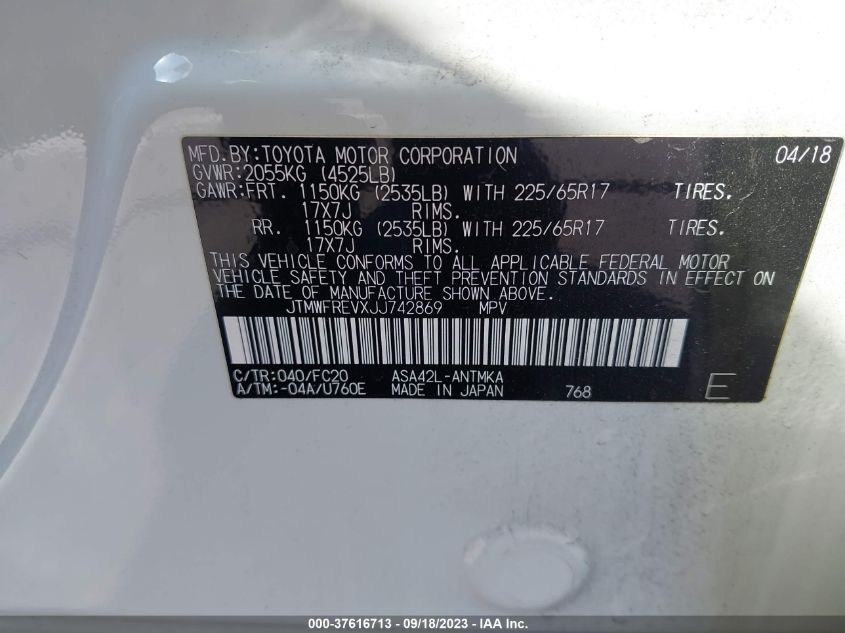 MFD.BY:TOYOTA MOTOR CORPORATION 04/18
GVWR:2055KG (4525LB)
GAWR:FRT. 1150KG (2535LB) WITH 225/65R17 TIRES.
17X7J RIMS.
RR. 1150KG (2535LB) WITH 225/65R17 TIRES.
17X7J RIMS.
THIS VEHICLE CONFORMS TO ALL APPLICABLE FEDERAL MOTOR
VEHICLE SAFETY AND THEFT PREVENTION STANDARDS IN EFFECT ON
THE DATE OF MANUFACTURE SHOWN ABOVE.
JTMWFREVXJJ742869 MPV
C/TR:040/FC20 ASA42L-ANTMKA
A/TM:-04A/U760E MADE IN JAPAN 768 E
000-37616713 - 09/18/2023 - IAA Inc.